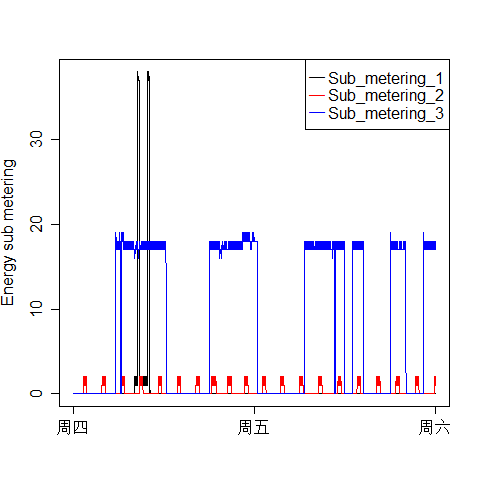 Sub_metering_1
Sub_metering_2
Sub_metering_3
Energy sub metering
30
20
10
0
周四 周五 周六